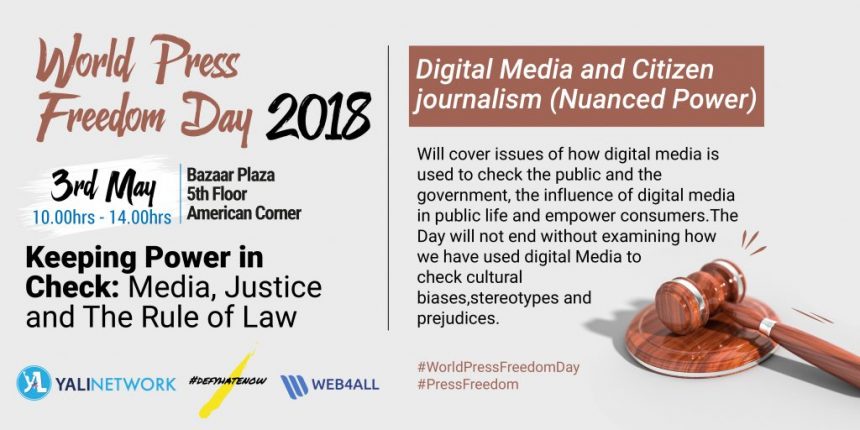 World Press
Freedom Day 2018
3rd May
10.00hrs - 14.00hrs
Bazaar Plaza
5th Floor
American Corner
Keeping Power in
Check: Media, Justice
and The Rule of Law
YALINETWORK
#DEFYHATENOW
WEB4ALL
Digital Media and Citizen
journalism (Nuanced Power)
Will cover issues of how digital media is
used to check the public and the
government, the influence of digital media
in public life and empower consumers.The
Day will not end without examining how
we have used digital Media to
check cultural
biases,stereotypes and
prejudices.
#WorldPressFreedomDay
#PressFreedom